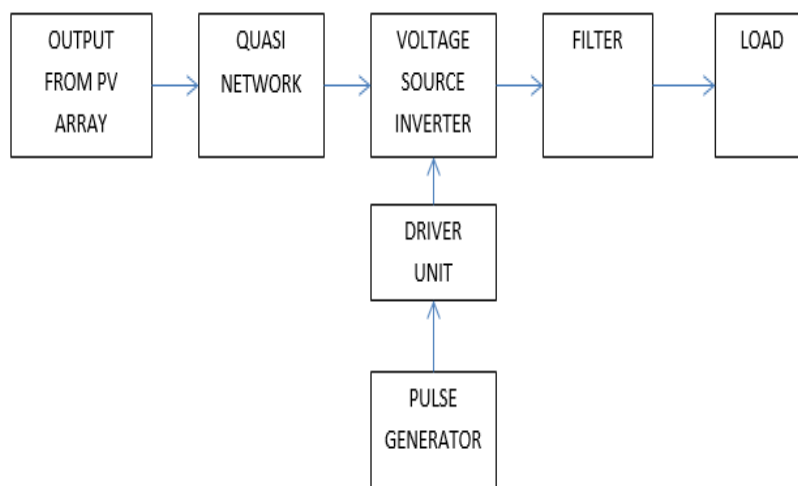 OUTPUT
FROM PV
ARRAY
QUASI
NETWORK
VOLTAGE
SOURCE
INVERTER
FILTER
LOAD
DRIVER
UNIT
PULSE
GENERATOR